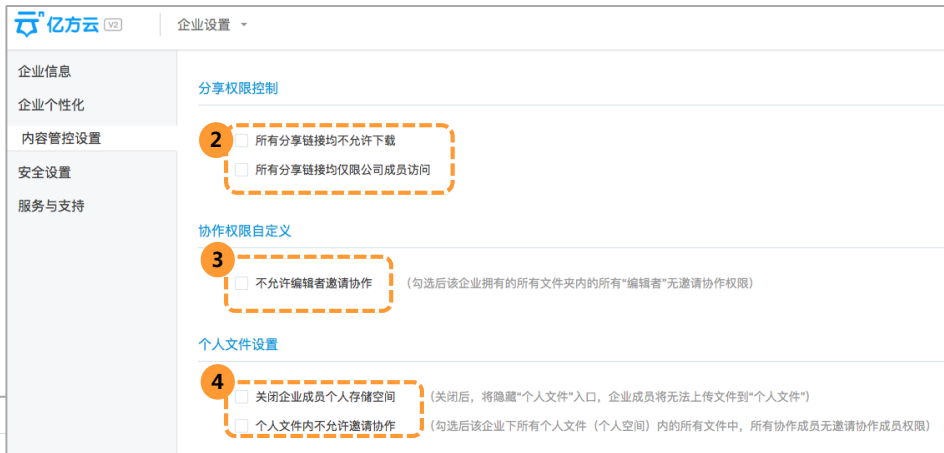 亿方云 V2 企业设置
企业信息
企业个性化
内容管控设置
安全设置
服务与支持
分享权限控制
2
所有分享链接均不允许下载
所有分享链接均仅限公司成员访问
协作权限自定义
3
不允许编辑者邀请协作 (勾选后该企业拥有的所有文件夹内的所有“编辑者”无邀请协作权限)
个人文件设置
4
关闭企业成员个人存储空间 (关闭后，将隐藏“个人文件”入口，企业成员将无法上传文件到“个人文件”)
个人文件内不允许邀请协作 (勾选后该企业下所有个人文件（个人空间）内的所有文件中，所有协作成员无邀请协作成员权限)